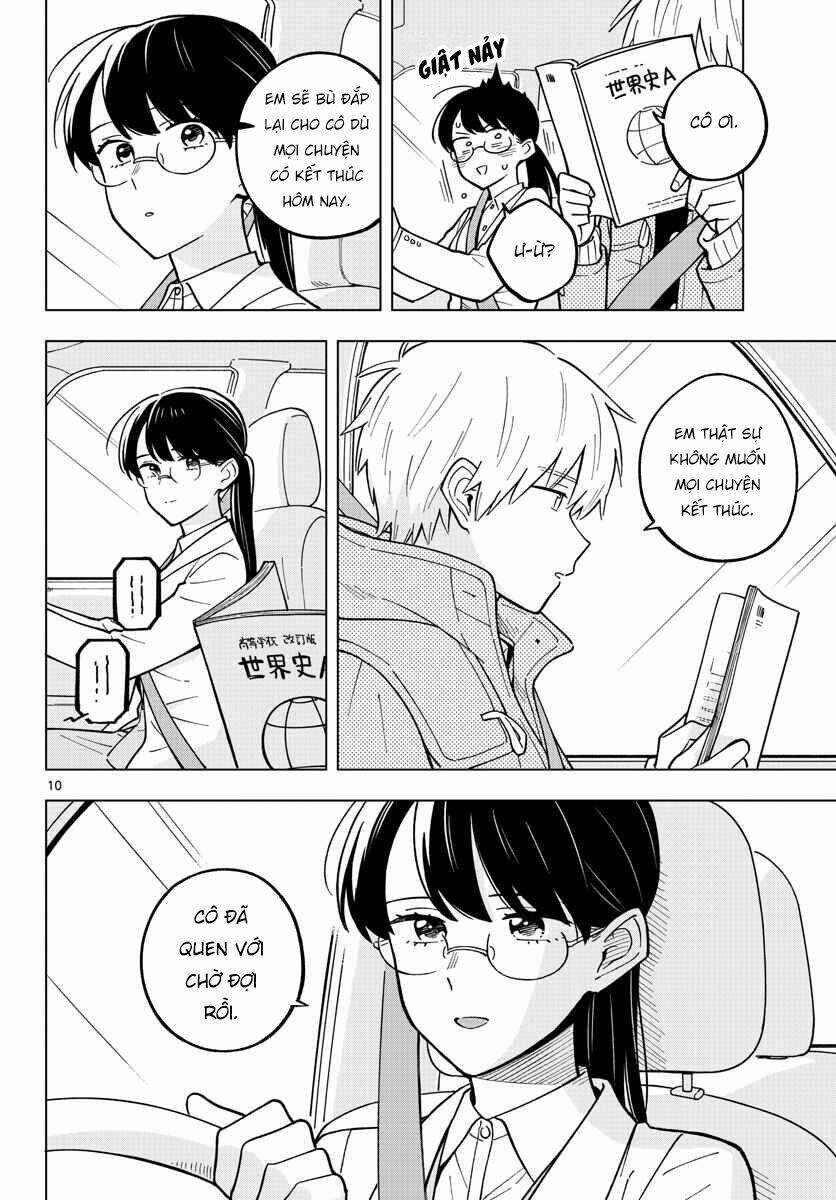 GIẬT NẢY
世界史A
CÔ ƠI.
Ư-Ừ?
EM SẼ BÙ ĐẮP
LẠI CHO CÔ DÙ
MỌI CHUYỆN
CÓ KẾT THÚC
HÔM NAY.
EM THẬT SỰ
KHÔNG MUỐN
MỌI CHUYỆN
KẾT THÚC.
高等学校 改訂版
世界史A
10
CÔ ĐÃ
QUEN VỚI
CHỜ ĐỢI
RỒI.